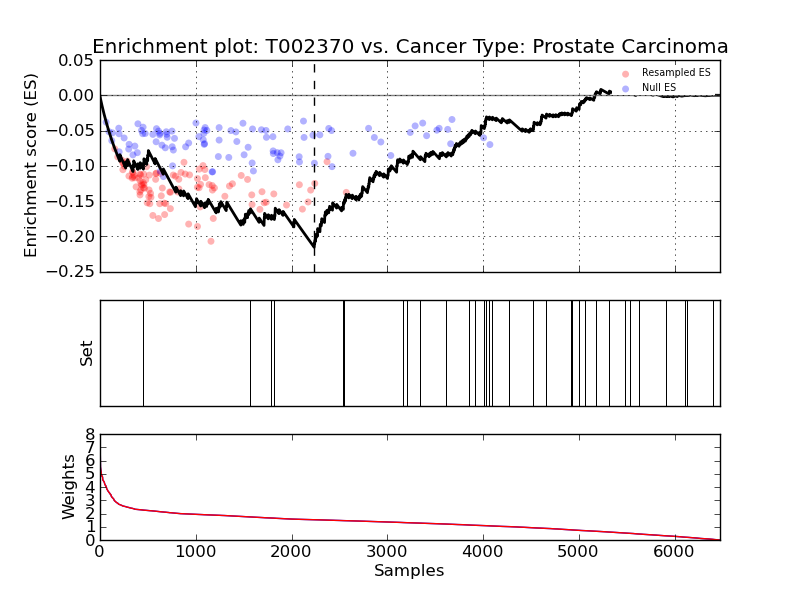 Enrichment plot: T002370 vs. Cancer Type: Prostate Carcinoma
0.05
0.00
−0.05
−0.10
−0.15
−0.20
−0.25
Enrichment score (ES)
Resampled ES
Null ES
Set
8
7
6
5
4
3
2
1
0
Weights
0 1000 2000 3000 4000 5000 6000
Samples